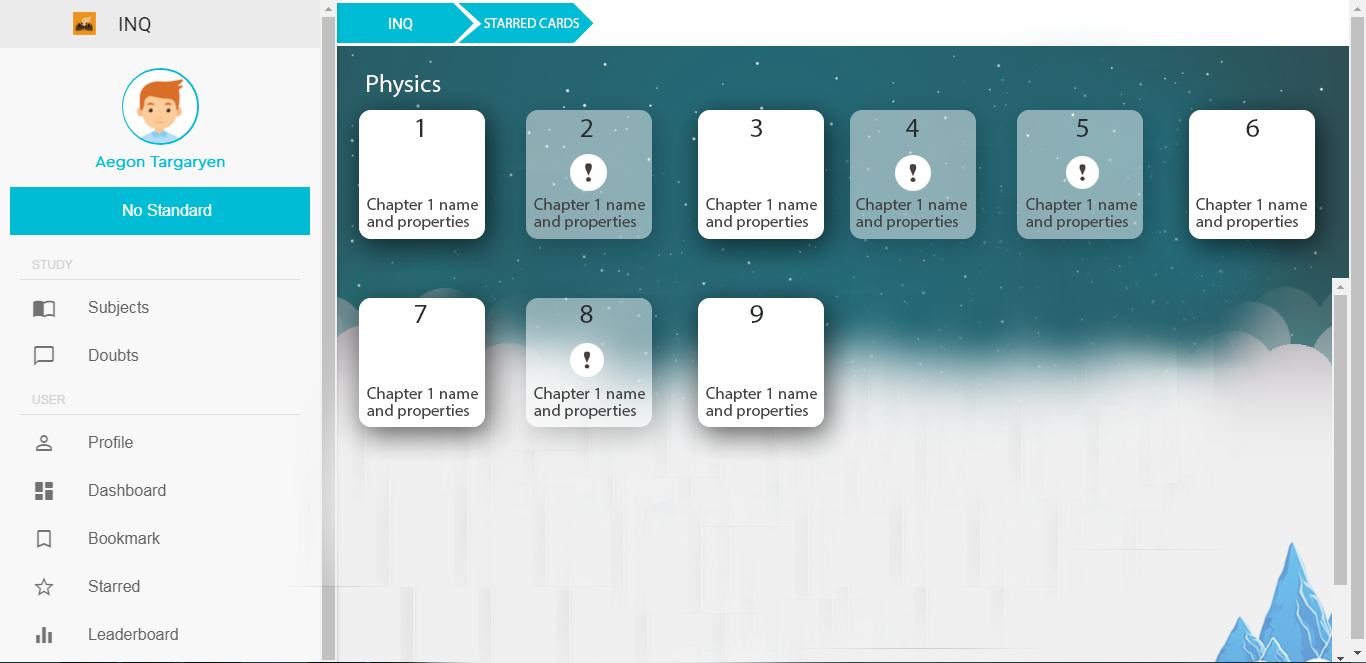 INQ
Aegon Targaryen
No Standard
STUDY
Subjects
Doubts
USER
Profile
Dashboard
Bookmark
Starred
Leaderboard
INQ
STARRED CARDS
Physics
1
Chapter 1 name
and properties
2
!
Chapter 1 name
and properties
3
Chapter 1 name
and properties
4
!
Chapter 1 name
and properties
5
!
Chapter 1 name
and properties
6
Chapter 1 name
and properties
7
Chapter 1 name
and properties
8
!
Chapter 1 name
and properties
9
Chapter 1 name
and properties